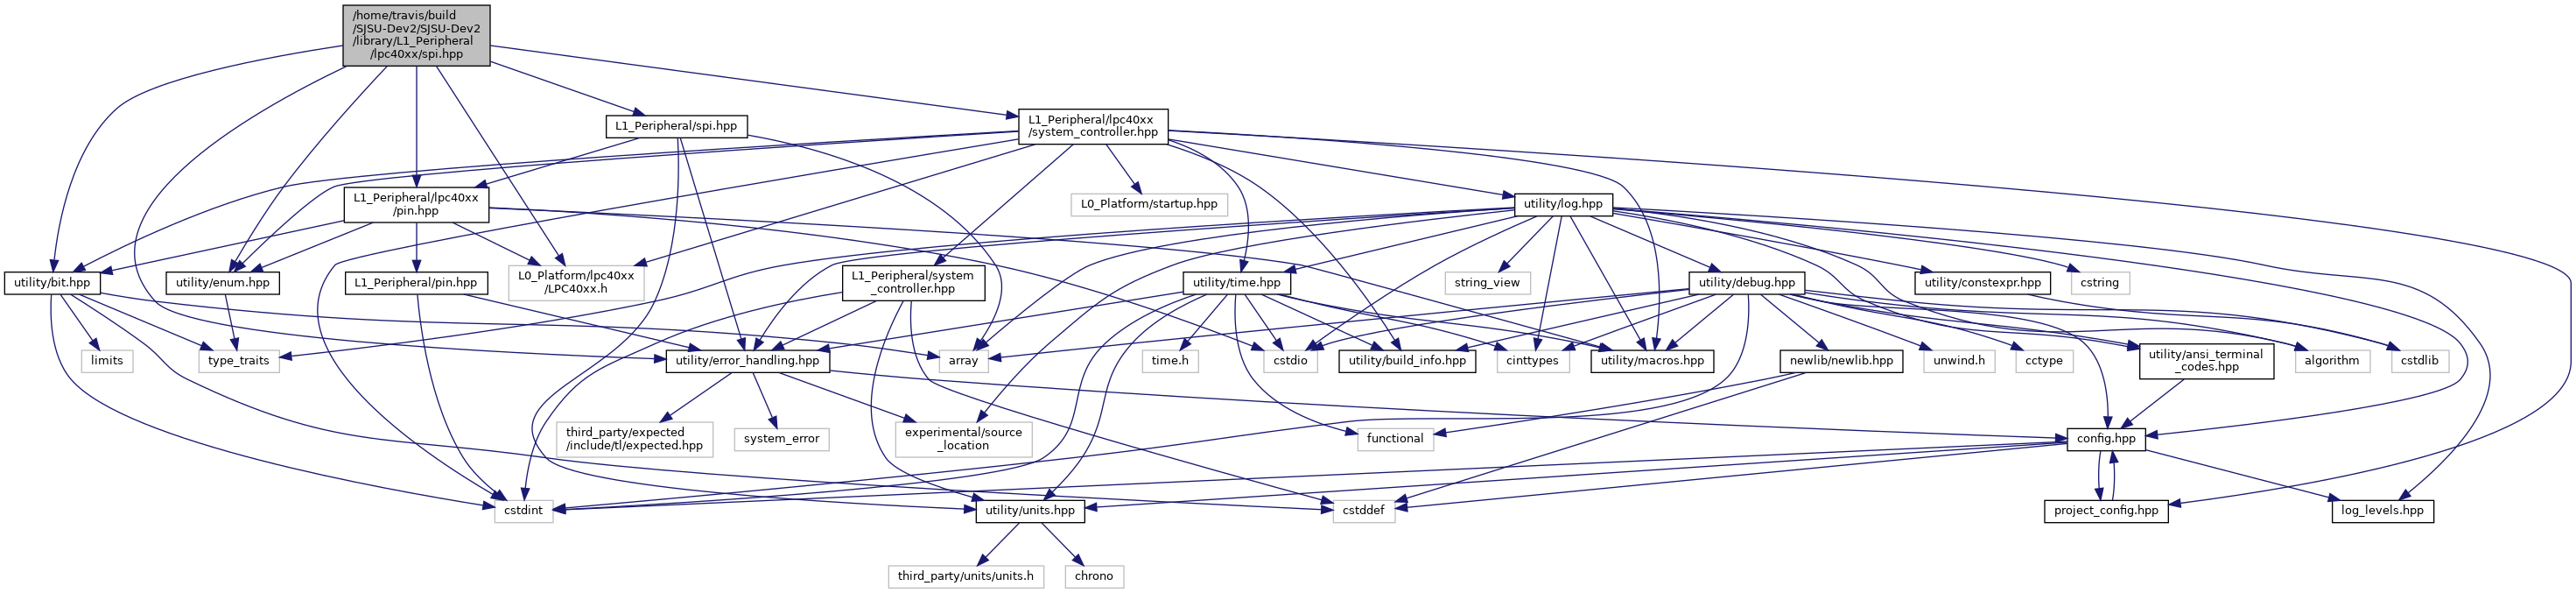 /home/travis/build
/SJSU-Dev2/SJSU-Dev2
/library/L1_Peripheral
/lpc40xx/spi.hpp
L1_Peripheral/spi.hpp
L1_Peripheral/lpc40xx
/system_controller.hpp
L1_Peripheral/lpc40xx
/pin.hpp
L0_Platform/startup.hpp
utility/log.hpp
utility/bit.hpp
utility/enum.hpp
L1_Peripheral/pin.hpp
L0_Platform/lpc40xx
/LPC40xx.h
L1_Peripheral/system
_controller.hpp
utility/time.hpp
string_view
utility/debug.hpp
utility/constexpr.hpp
cstring
limits
type_traits
utility/error_handling.hpp
array
time.h
cstdio
utility/build_info.hpp
cinttypes
utility/macros.hpp
newlib/newlib.hpp
unwind.h
cctype
utility/ansi_terminal
_codes.hpp
algorithm
cstdlib
third_party/expected
/include/tl/expected.hpp
system_error
experimental/source
_location
functional
config.hpp
cstdint
utility/units.hpp
cstddef
project_config.hpp
log_levels.hpp
third_party/units/units.h
chrono